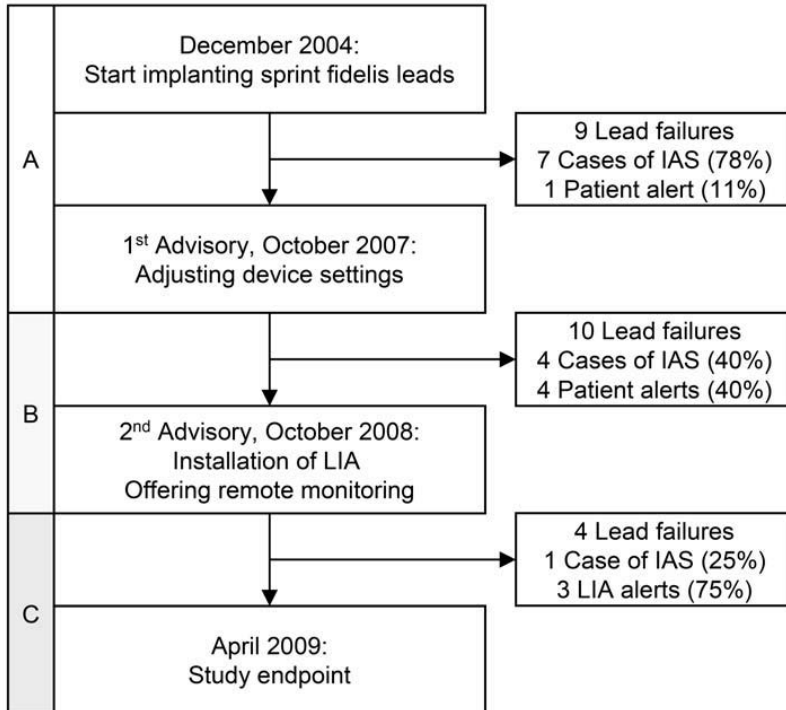 A
December 2004:
Start implanting sprint fidelis leads
9 Lead failures
7 Cases of IAS (78%)
1 Patient alert (11%)
1st Advisory, October 2007:
Adjusting device settings
B
10 Lead failures
4 Cases of IAS (40%)
4 Patient alerts (40%)
2nd Advisory, October 2008:
Installation of LIA
Offering remote monitoring
C
4 Lead failures
1 Case of IAS (25%)
3 LIA alerts (75%)
April 2009:
Study endpoint